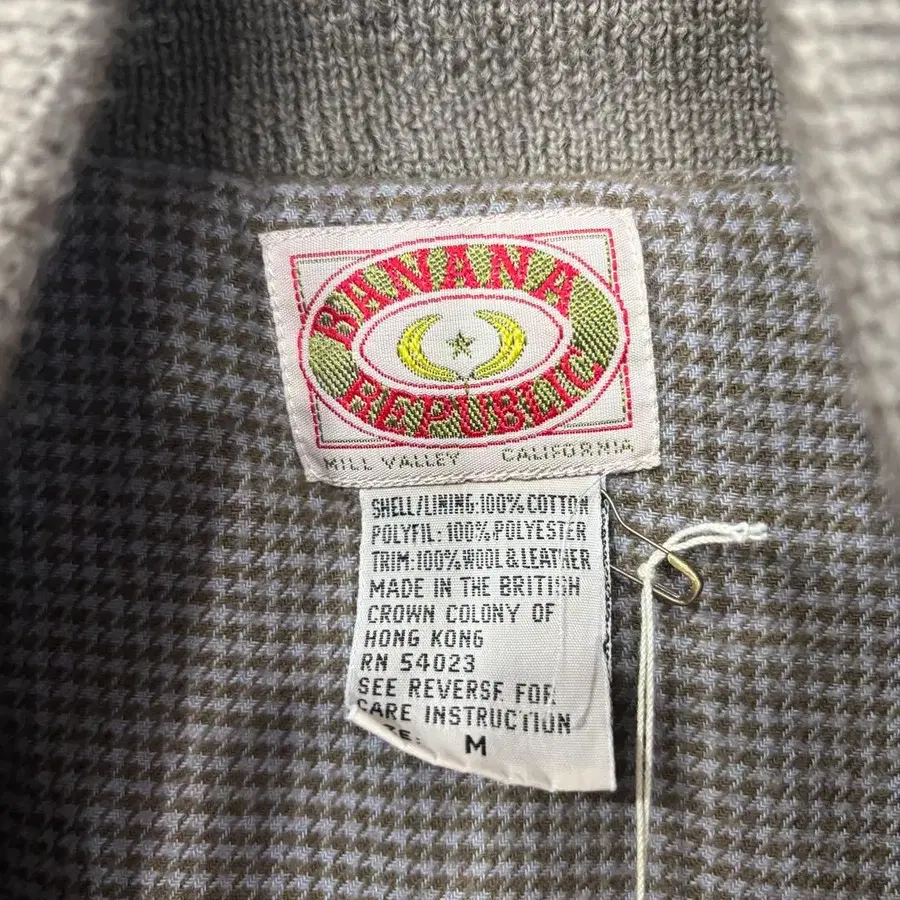 BANANA
REPUBLIC
MILL VALLEY CALIFORNIA
SHELL/LINING:100% COTTON
POLYFIL: 100% POLYESTER
TRIM:100% WOOL & LEATHER
MADE IN THE BRITISH
CROWN COLONY OF
HONG KONG
RN 54023
SEE REVERSE FOR
CARE INSTRUCTION
M